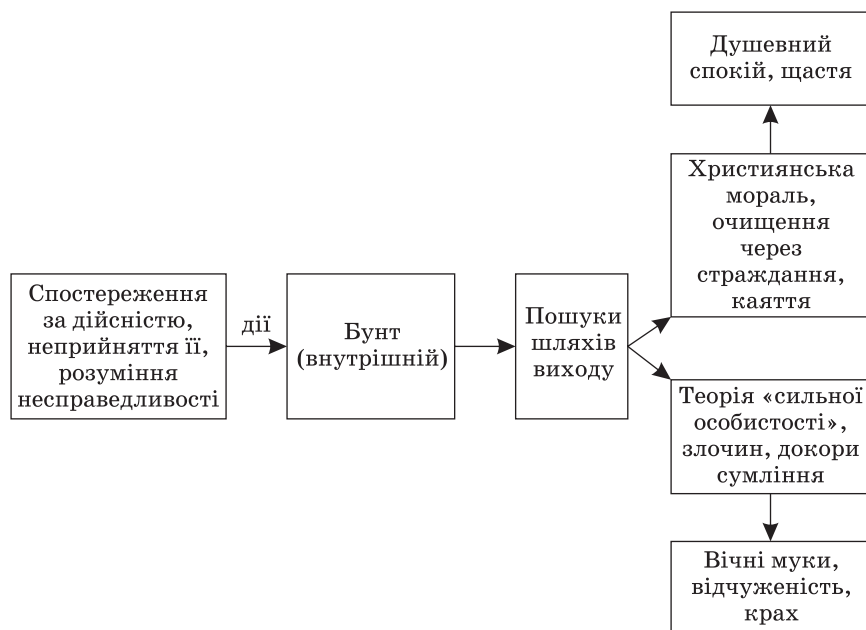 Душевний
спокій, щастя
Християнська
мораль,
очищення
через
страждання,
каяття
Спостереження
за дійсністю,
неприйняття її,
розуміння
несправедливості
дії
Бунт
(внутрішній)
Пошуки
шляхів
виходу
Теорія «сильної
особистості»,
злочин, докори
сумління
Вічні муки,
відчуженість,
крах